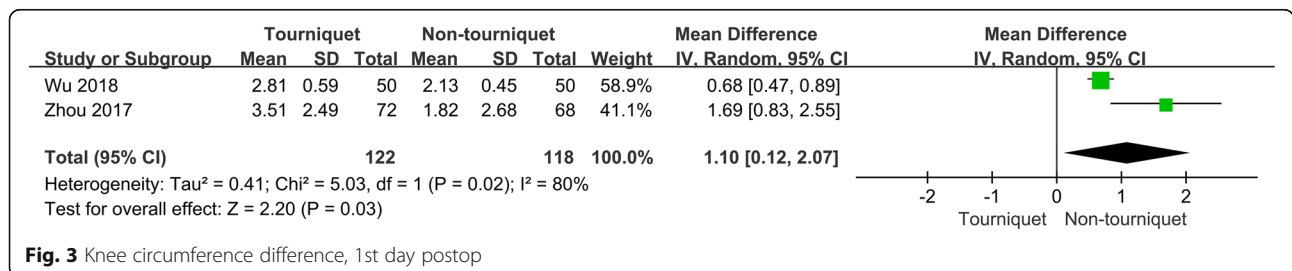 Tourniquet Non-tourniquet Mean Difference Mean Difference
Study or Subgroup Mean SD Total Mean SD Total Weight IV, Random, 95% CI IV, Random, 95% CI
Wu 2018 2.81 0.59 50 2.13 0.45 50 58.9% 0.68 [0.47, 0.89]
Zhou 2017 3.51 2.49 72 1.82 2.68 68 41.1% 1.69 [0.83, 2.55]
Total (95% CI) 122 118 100.0% 1.10 [0.12, 2.07]
Heterogeneity: Tau² = 0.41; Chi² = 5.03, df = 1 (P = 0.02); I² = 80%
Test for overall effect: Z = 2.20 (P = 0.03)
-2 -1 0 1 2
Tourniquet Non-tourniquet
Fig. 3 Knee circumference difference, 1st day postop